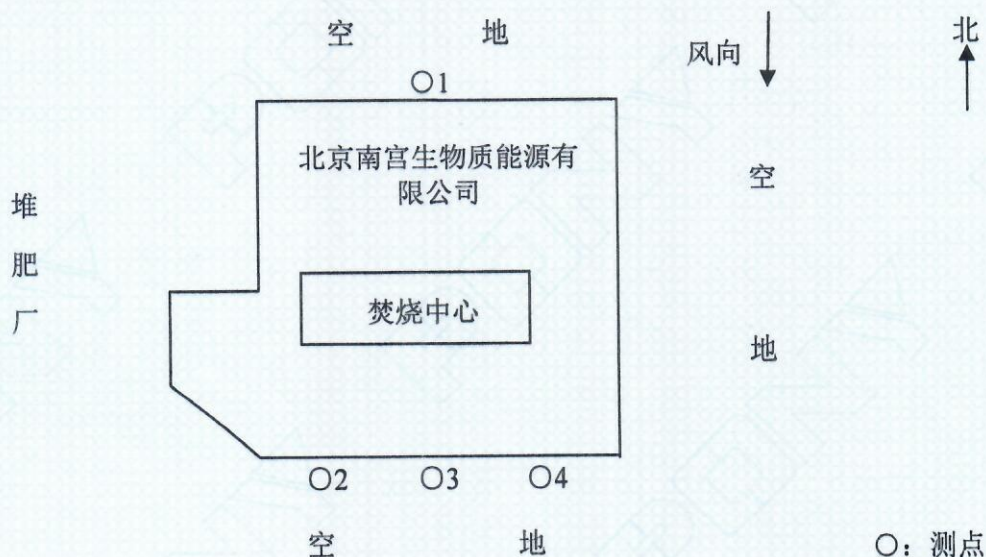 空 地
北
风向
○1
北京南宫生物质能源有
限公司
空
堆
肥
厂
焚烧中心
地
○2 ○3 ○4
空 地
○：测点